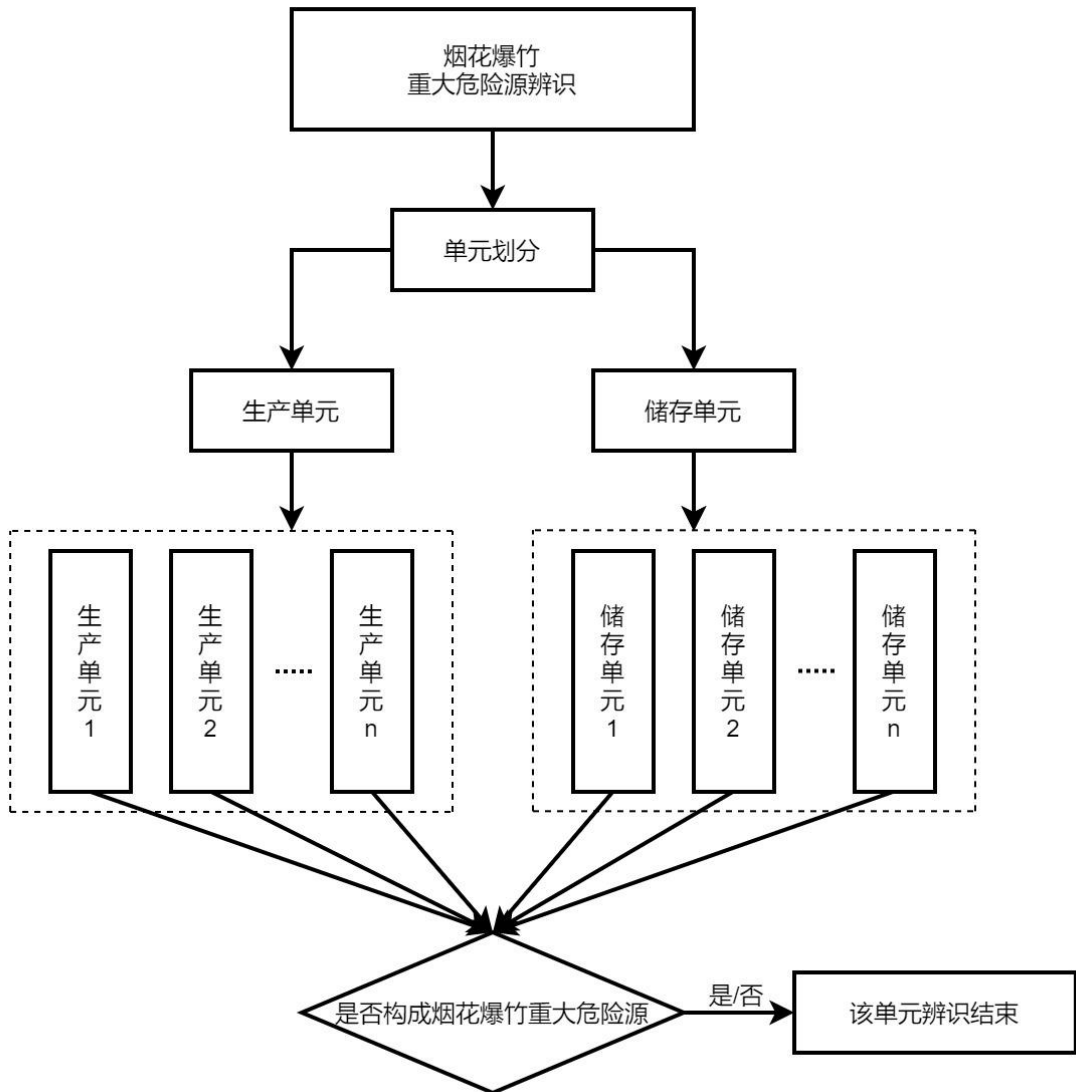 烟花爆竹
重大危险源辨识
单元划分
生产单元
储存单元
生产单元1
生产单元2
......
生产单元n
储存单元1
储存单元2
......
储存单元n
是否构成烟花爆竹重大危险源
是/否
该单元辨识结束